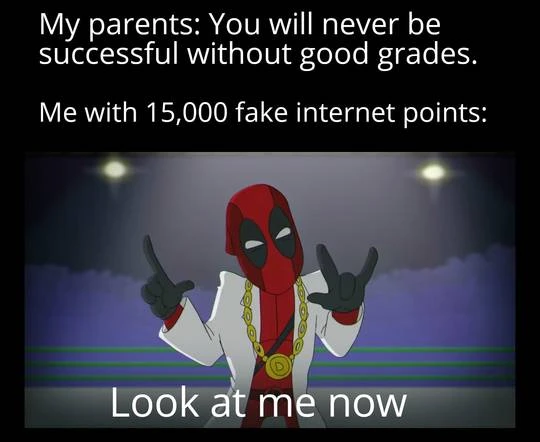 My parents: You will never be
successful without good grades.
Me with 15,000 fake internet points:
D
Look at me now